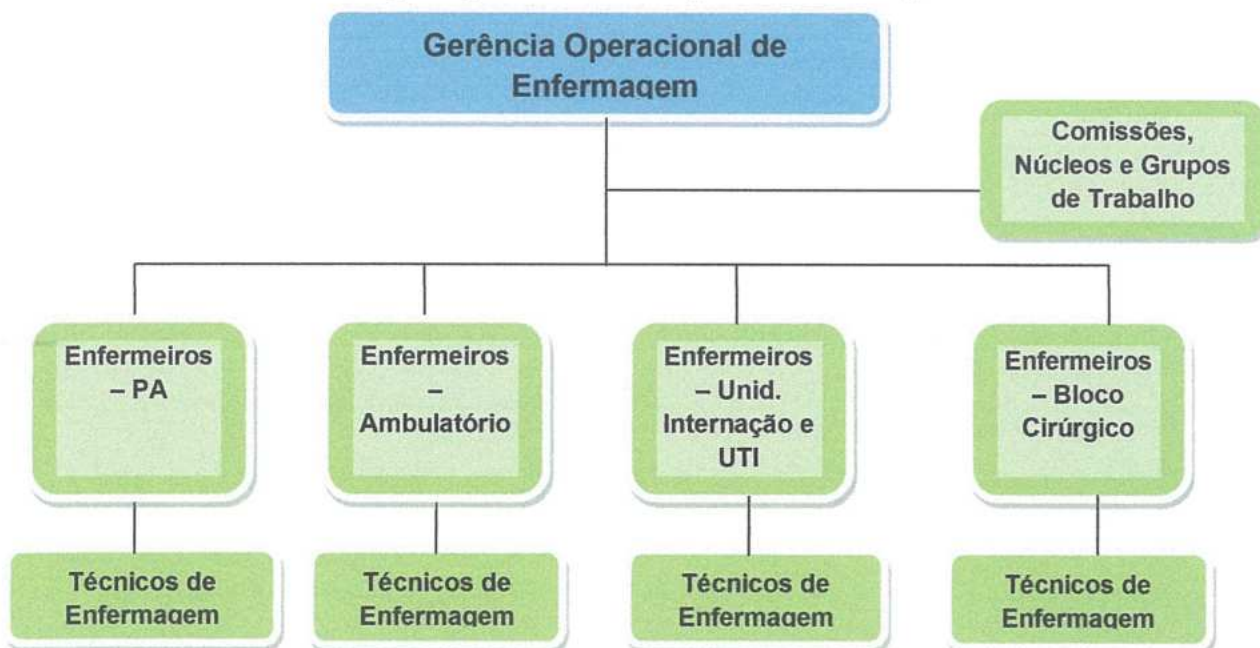 Gerência Operacional de
Enfermagem
Comissões,
Núcleos e Grupos
de Trabalho
Enfermeiros
– PA
Enfermeiros
–
Ambulatório
Enfermeiros
– Unid.
Internação e
UTI
Enfermeiros
– Bloco
Cirúrgico
Técnicos de
Enfermagem
Técnicos de
Enfermagem
Técnicos de
Enfermagem
Técnicos de
Enfermagem